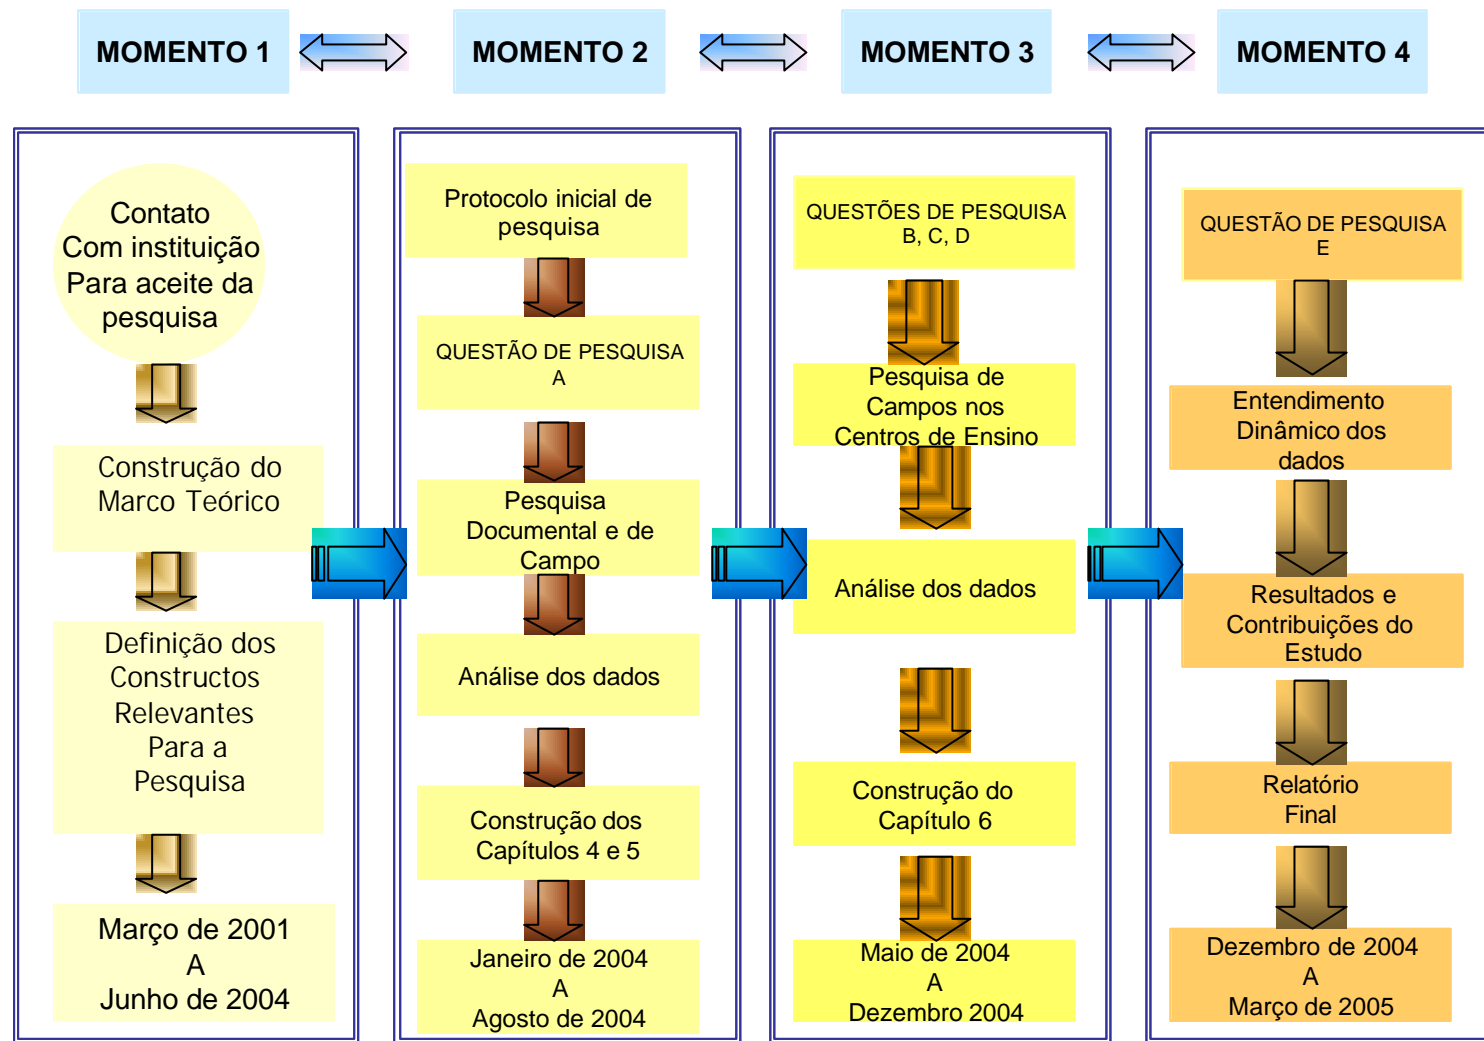 MOMENTO 1
MOMENTO 2
MOMENTO 3
MOMENTO 4
Contato
Com instituição
Para aceite da
pesquisa
Construção do
Marco Teórico
Definição dos
Constructos
Relevantes
Para a
Pesquisa
Março de 2001
A
Junho de 2004
Protocolo inicial de
pesquisa
QUESTÃO DE PESQUISA
A
Pesquisa
Documental e de
Campo
Análise dos dados
Construção dos
Capítulos 4 e 5
Janeiro de 2004
A
Agosto de 2004
QUESTÕES DE PESQUISA
B, C, D
Pesquisa de
Campos nos
Centros de Ensino
Análise dos dados
Construção do
Capítulo 6
Maio de 2004
A
Dezembro 2004
QUESTÃO DE PESQUISA
E
Entendimento
Dinâmico dos
dados
Resultados e
Contribuições do
Estudo
Relatório
Final
Dezembro de 2004
A
Março de 2005